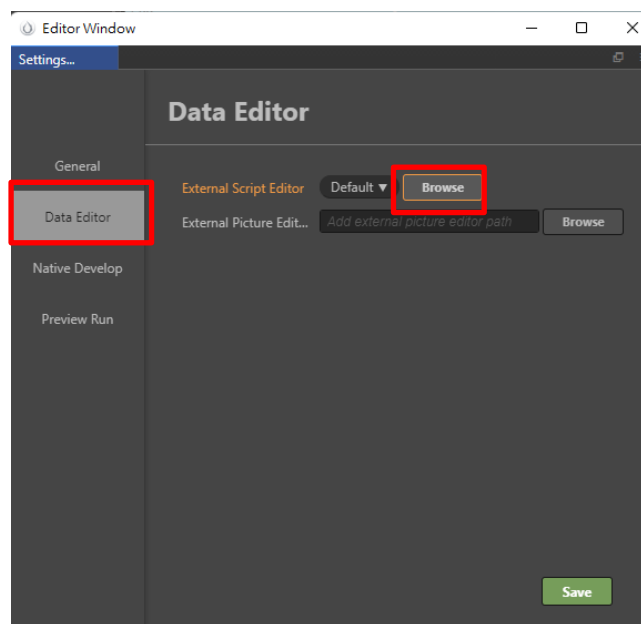 Editor Window
Settings...
Data Editor
General
External Script Editor Default ▼ Browse
Data Editor
External Picture Edit... Add external picture editor path Browse
Native Develop
Preview Run
Save